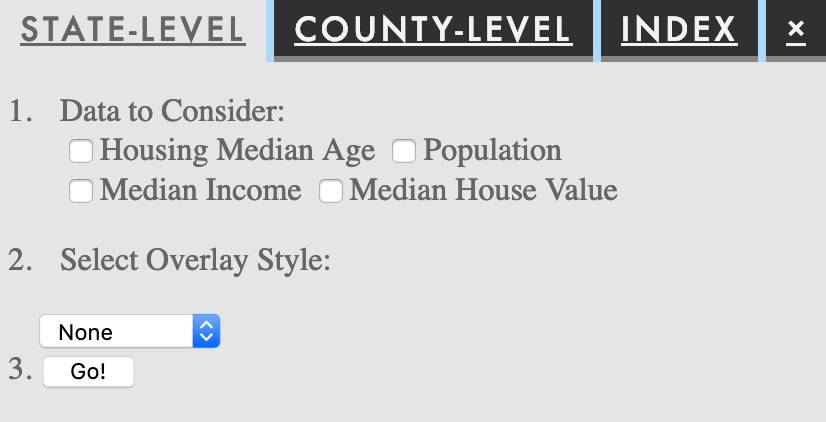 STATE-LEVEL COUNTY-LEVEL INDEX ×
1. Data to Consider:
Housing Median Age Population
Median Income Median House Value
2. Select Overlay Style:
None
3. Go!